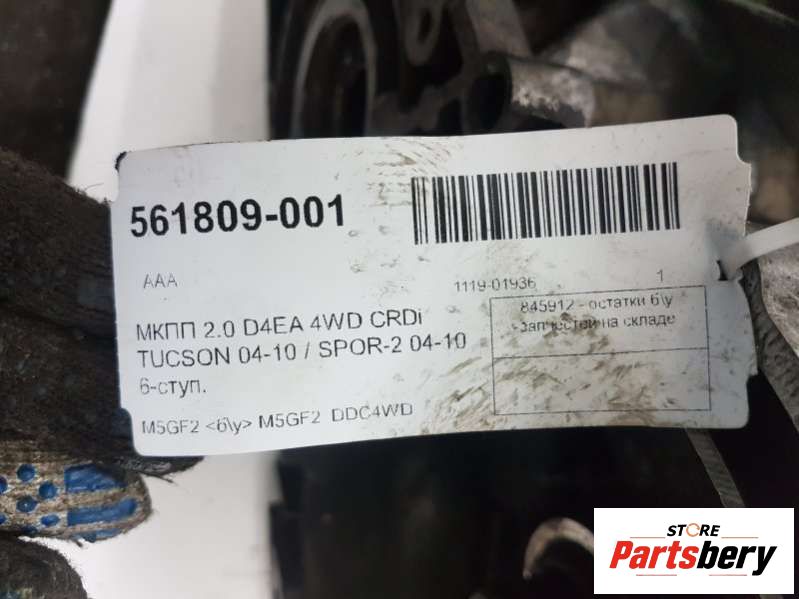 561809-001
AAA
1119-01936 1
МКПП 2.0 D4EA 4WD CRDi
TUCSON 04-10 / SPOR-2 04-10
6-ступ.
M5GF2 <б\у> M5GF2 DDC4WD
845912 - остатки б\у
запчастей на складе
STORE
Partsbery